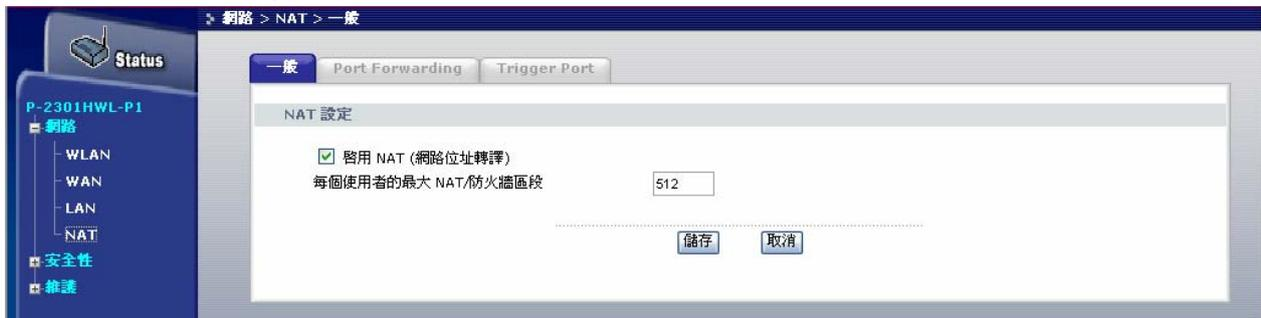 網路 > NAT > 一般
Status
一般 Port Forwarding Trigger Port
P-2301HWL-P1
網路
WLAN
WAN
LAN
NAT
安全性
維護
NAT 設定
啓用 NAT (網路位址轉譯)
每個使用者的最大 NAT/防火牆區段 512
儲存 取消